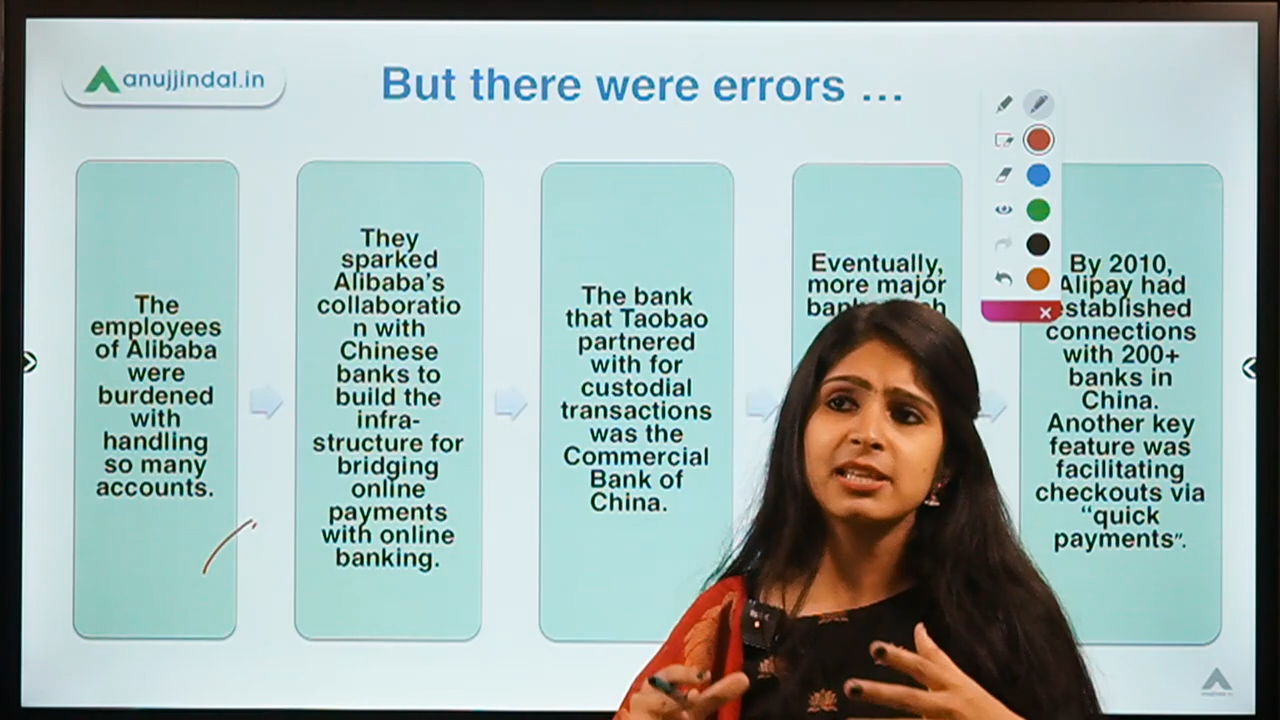 anujjindal.in
But there were errors ...
The
employees
of Alibaba
were
burdened
with
handling
so many
accounts.
They
sparked
Alibaba's
collaboratio
n with
Chinese
banks to
build the
infra-
structure for
bridging
online
payments
with online
banking.
The bank
that Taobao
partnered
with for
custodial
transactions
was the
Commercial
Bank of
China.
Eventually,
more major
By 2010,
Alipay had
established
connections
with 200+
banks in
China.
Another key
feature was
facilitating
checkouts via
"quick
payments".